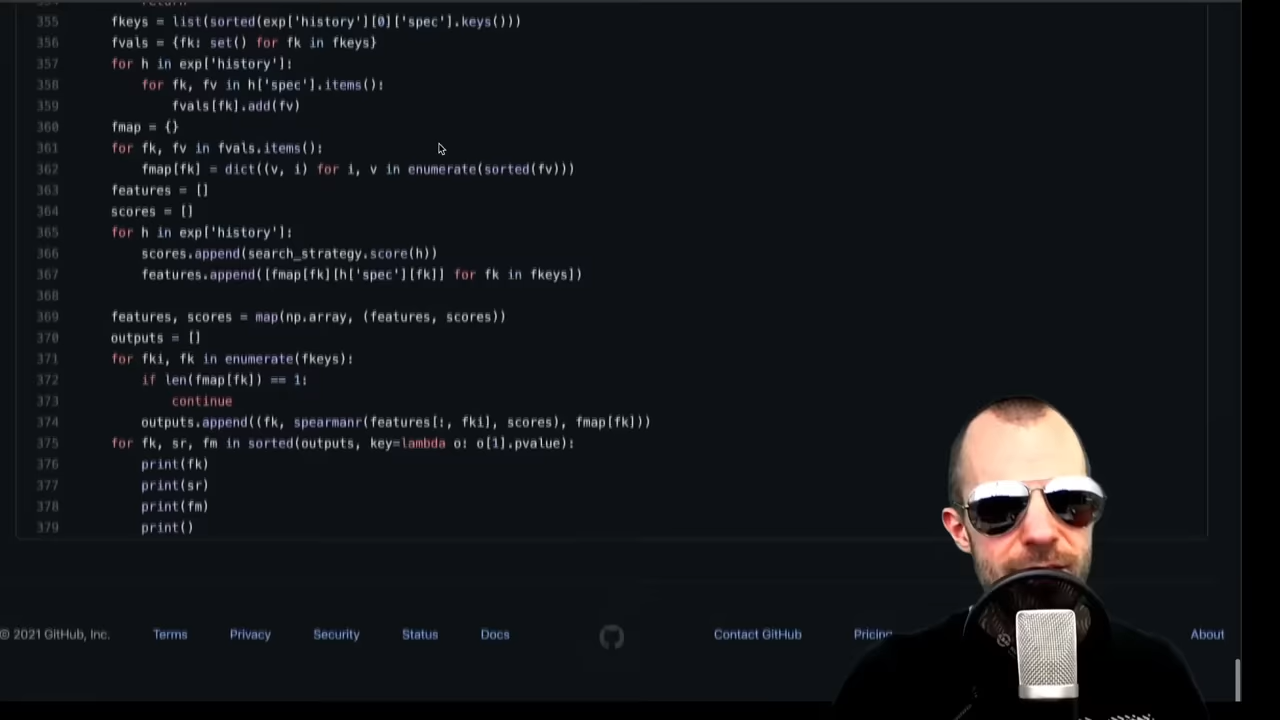 return
355 fkeys = list(sorted(exp['history'][0]['spec'].keys()))
356 fvals = {fk: set() for fk in fkeys}
357 for h in exp['history']:
358 for fk, fv in h['spec'].items():
359 fvals[fk].add(fv)
360 fmap = {}
361 for fk, fv in fvals.items():
362 fmap[fk] = dict((v, i) for i, v in enumerate(sorted(fv)))
363 features = []
364 scores = []
365 for h in exp['history']:
366 scores.append(search_strategy.score(h))
367 features.append([fmap[fk][h['spec'][fk]] for fk in fkeys])
368
369 features, scores = map(np.array, (features, scores))
370 outputs = []
371 for fki, fk in enumerate(fkeys):
372 if len(fmap[fk]) == 1:
373 continue
374 outputs.append((fk, spearmanr(features[:, fki], scores), fmap[fk]))
375 for fk, sr, fm in sorted(outputs, key=lambda o: o[1].pvalue):
376 print(fk)
377 print(sr)
378 print(fm)
379 print()
© 2021 GitHub, Inc. Terms Privacy Security Status Docs Contact GitHub Pricing About